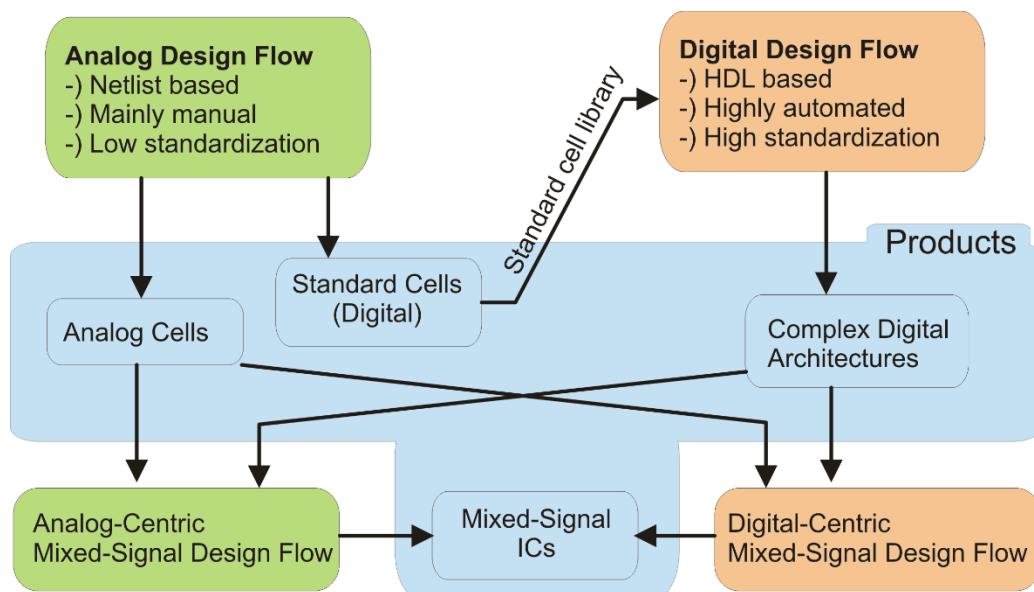 Analog Design Flow
-) Netlist based
-) Mainly manual
-) Low standardization
Standard cell library
Digital Design Flow
-) HDL based
-) Highly automated
-) High standardization
Products
Standard Cells
(Digital)
Analog Cells
Complex Digital
Architectures
Analog-Centric
Mixed-Signal Design Flow
Mixed-Signal
ICs
Digital-Centric
Mixed-Signal Design Flow